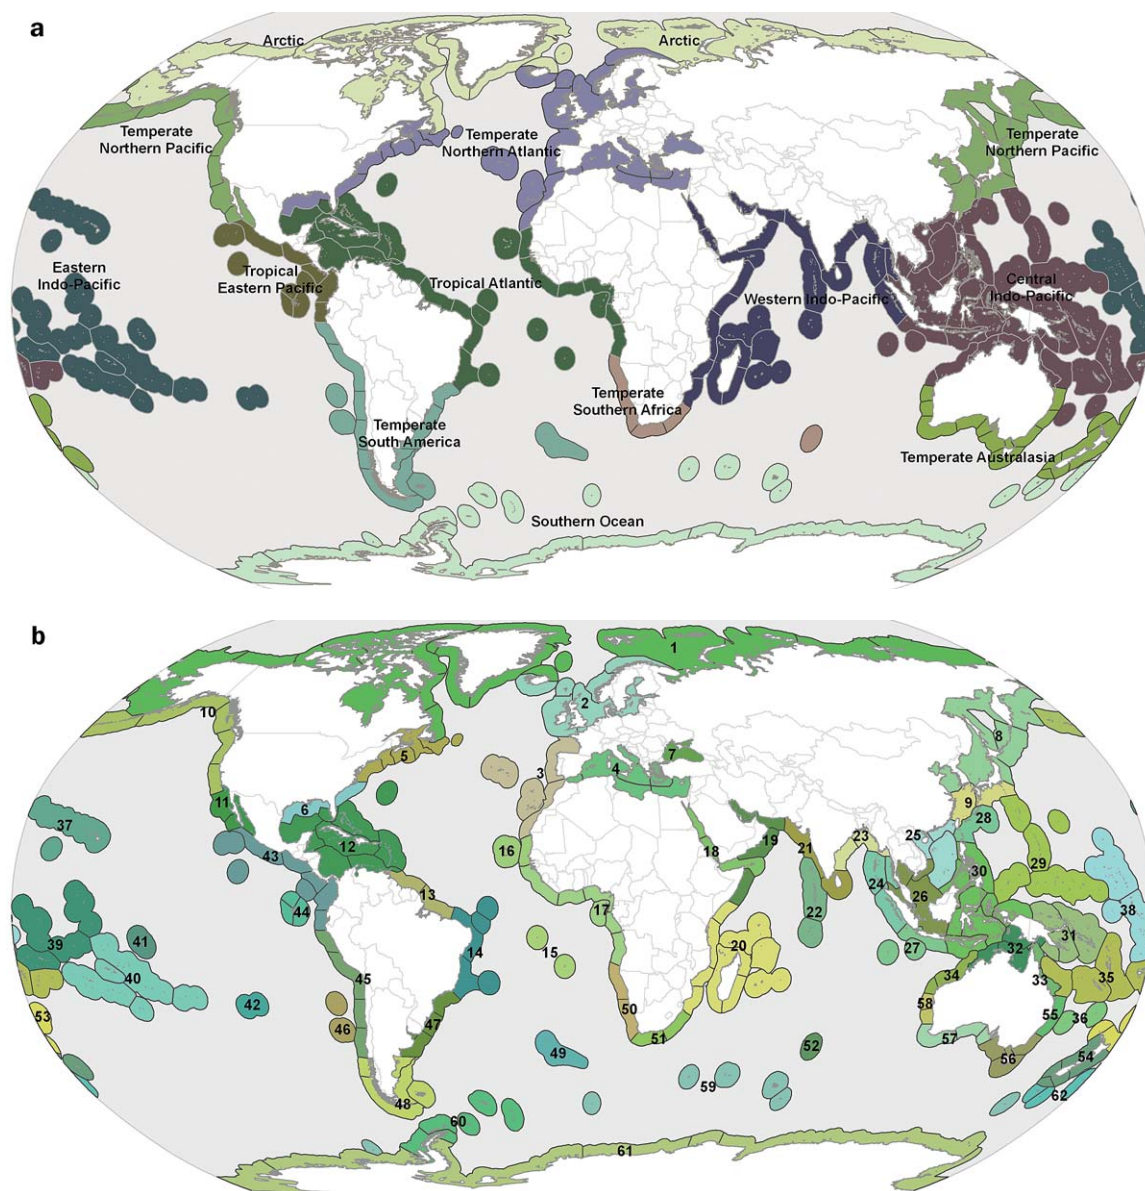 a
Arctic
Arctic
Temperate
Northern Pacific
Temperate
Northern Atlantic
Temperate
Northern Pacific
Eastern
Indo-Pacific
Tropical
Eastern Pacific
Tropical Atlantic
Western Indo-Pacific
Central
Indo-Pacific
Temperate
South America
Temperate
Southern Africa
Temperate Australasia
Southern Ocean
b
1
2
10
5
7
8
3
4
11
6
9
37
12
16
18
19
21
23
25
28
43
29
13
24
30
26
44
17
22
38
39
41
14
15
20
27
32
31
40
45
34
33
35
42
50
58
53
46
47
51
52
55
36
49
57
56
54
59
62
48
60
61